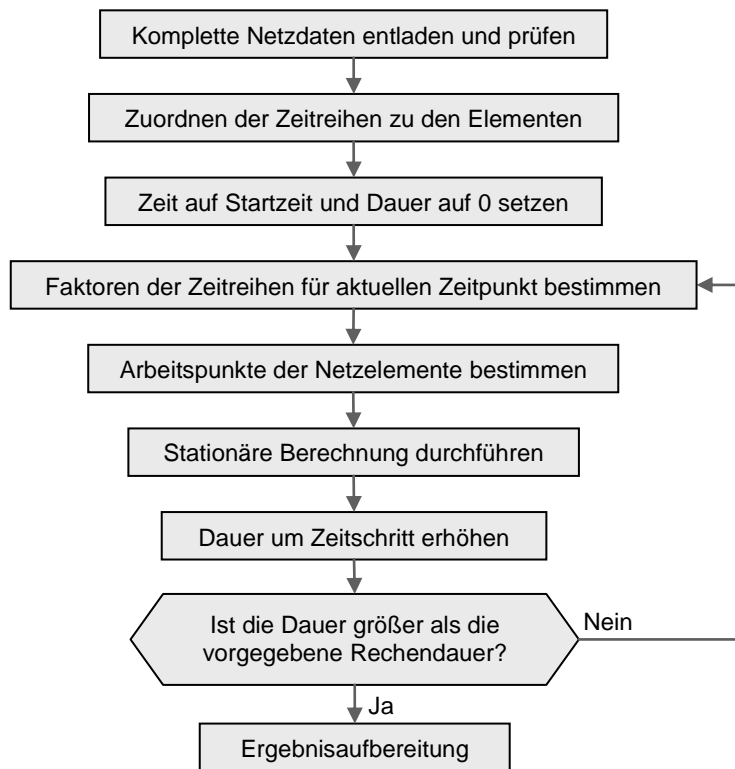 Komplette Netzdaten entladen und prüfen
Zuordnen der Zeitreihen zu den Elementen
Zeit auf Startzeit und Dauer auf 0 setzen
Faktoren der Zeitreihen für aktuellen Zeitpunkt bestimmen
Arbeitspunkte der Netzelemente bestimmen
Stationäre Berechnung durchführen
Dauer um Zeitschritt erhöhen
Ist die Dauer größer als die
vorgegebene Rechendauer?
Nein
Ja
Ergebnisaufbereitung